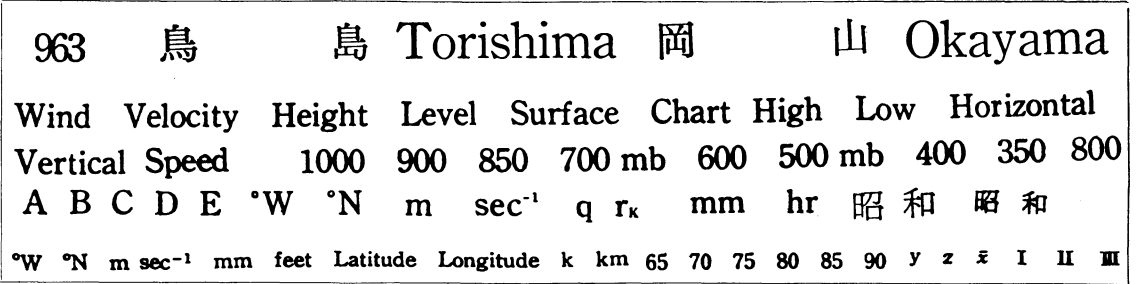 963 鳥 島 Torishima 岡 山 Okayama
Wind Velocity Height Level Surface Chart High Low Horizontal
Vertical Speed 1000 900 850 700 mb 600 500 mb 400 350 800
A B C D E °W °N m sec⁻¹ q rₖ mm hr 昭 和 昭 和
°W °N m sec⁻¹ mm feet Latitude Longitude k km 65 70 75 80 85 90 y z x̄ I II III